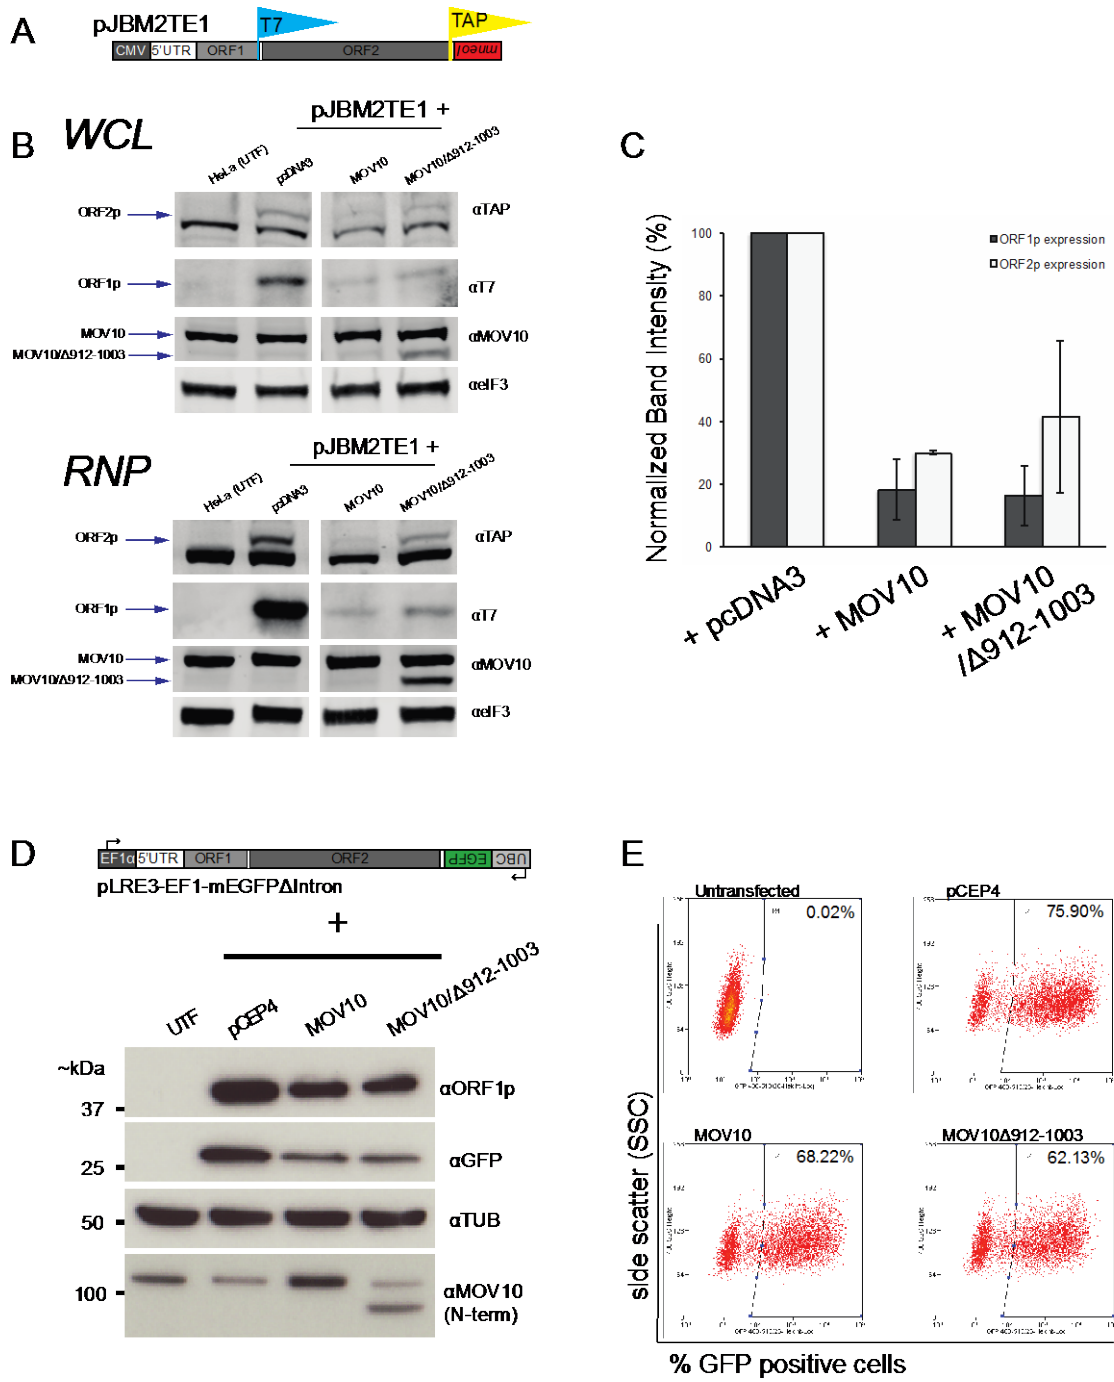 A
pJBM2TE1
T7
TAP
CMV 5'UTR ORF1 ORF2 mneoI
B
WCL
pJBM2TE1 +
HeLa (UTF) pcDNA3 MOV10 MOV10/Δ912-1003
ORF2p αTAP
ORF1p αT7
MOV10 αMOV10
MOV10/Δ912-1003
αeIF3
RNP
pJBM2TE1 +
HeLa (UTF) pcDNA3 MOV10 MOV10/Δ912-1003
ORF2p αTAP
ORF1p αT7
MOV10 αMOV10
MOV10/Δ912-1003
αeIF3
C
Normalized Band Intensity (%)
100
80
60
40
20
0
ORF1p expression
ORF2p expression
+ pcDNA3
+ MOV10
+ MOV10
/Δ912-1003
D
EF1α 5'UTR ORF1 ORF2 EGFP UBC
pLRE3-EF1-mEGFPΔIntron
+
UTF pCEP4 MOV10 MOV10/Δ912-1003
~kDa
37 αORF1p
25 αGFP
50 αTUB
100 αMOV10
(N-term)
E
Untransfected
0.02%
pCEP4
75.90%
MOV10
68.22%
MOV10Δ912-1003
62.13%
side scatter (SSC)
% GFP positive cells